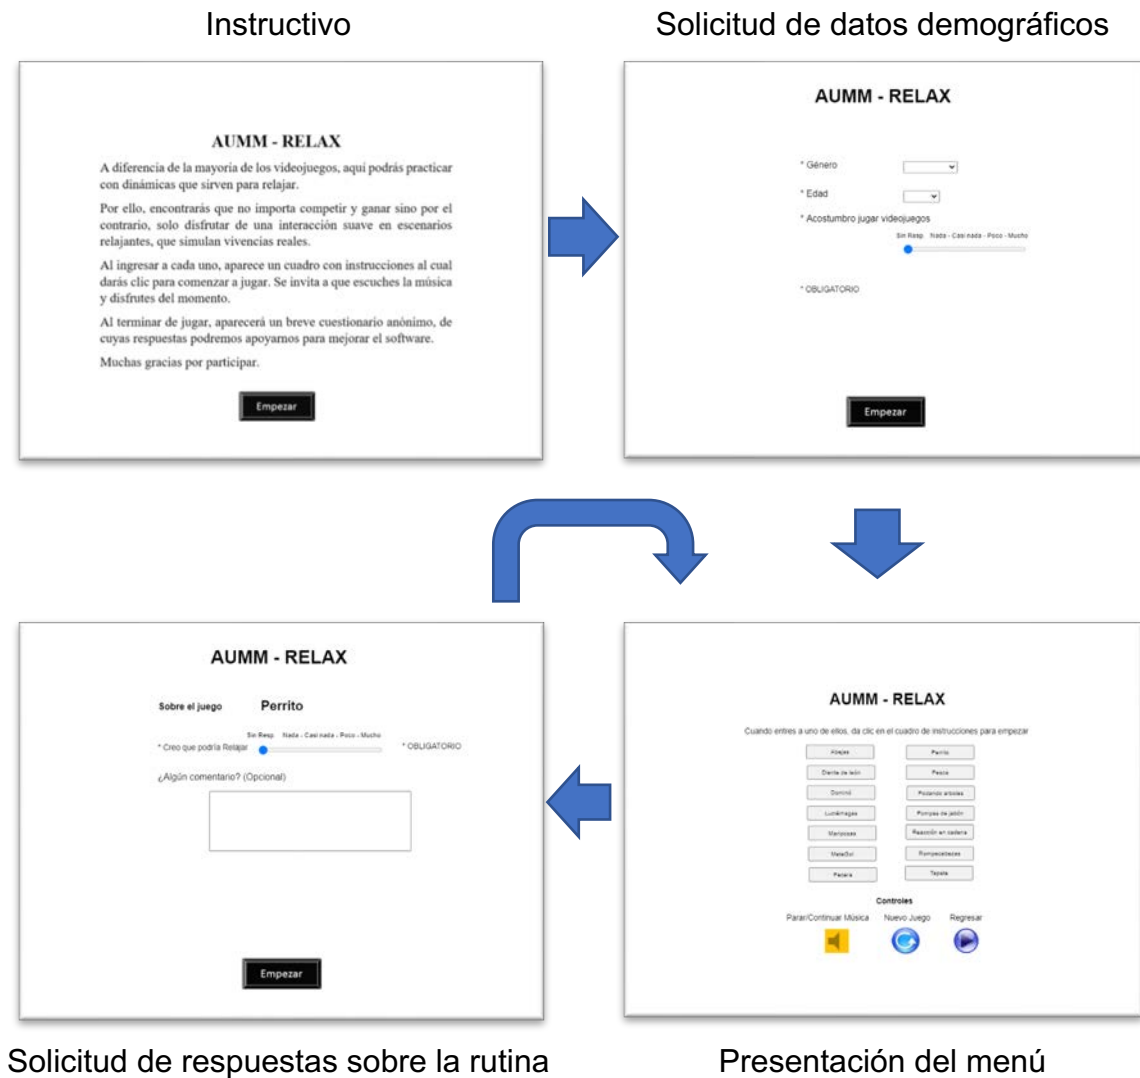 Instructivo
Solicitud de datos demográficos
AUMM - RELAX
A diferencia de la mayoria de los videojuegos, aquí podrás practicar
con dinámicas que sirven para relajar.
Por ello, encontrarás que no importa competir y ganar sino por el
contrario, solo disfrutar de una interacción suave en escenarios
relajantes, que simulan vivencias reales.
Al ingresar a cada uno, aparece un cuadro con instrucciones al cual
darás clic para comenzar a jugar. Se invita a que escuches la música
y disfrutes del momento.
Al terminar de jugar, aparecerá un breve cuestionario anónimo, de
cuyas respuestas podremos apoyarnos para mejorar el software.
Muchas gracias por participar.
Empezar
AUMM - RELAX
* Género
* Edad
* Acostumbro jugar videojuegos
Sin Resp. Nada - Casi nada - Poco - Mucho
* OBLIGATORIO
Empezar
AUMM - RELAX
Sobre el juego Perrito
Sin Resp. Nada - Casi nada - Poco - Mucho
* Creo que podría Relajar * OBLIGATORIO
¿Algún comentario? (Opcional)
Empezar
AUMM - RELAX
Cuando entres a uno de ellos, da clic en el cuadro de instrucciones para empezar
Abejas Perrito
Diente de león Pesca
Dominó Podando arboles
Luciérnagas Pompas de jabón
Mariposas Reacción en cadena
MeteGol Rompecabezas
Pecera Tapete
Controles
Parar/Continuar Música Nuevo Juego Regresar
Solicitud de respuestas sobre la rutina
Presentación del menú